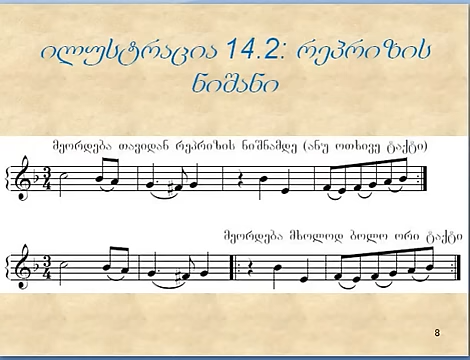 ილუსტრაცია 14.2: რეპრიზის
ნიშანი
მეორდება თავიდან რეპრიზის ნიშნამდე (ანუ ოთხივე ტაქტი)
მეორდება მხოლოდ ბოლო ორი ტაქტი
8